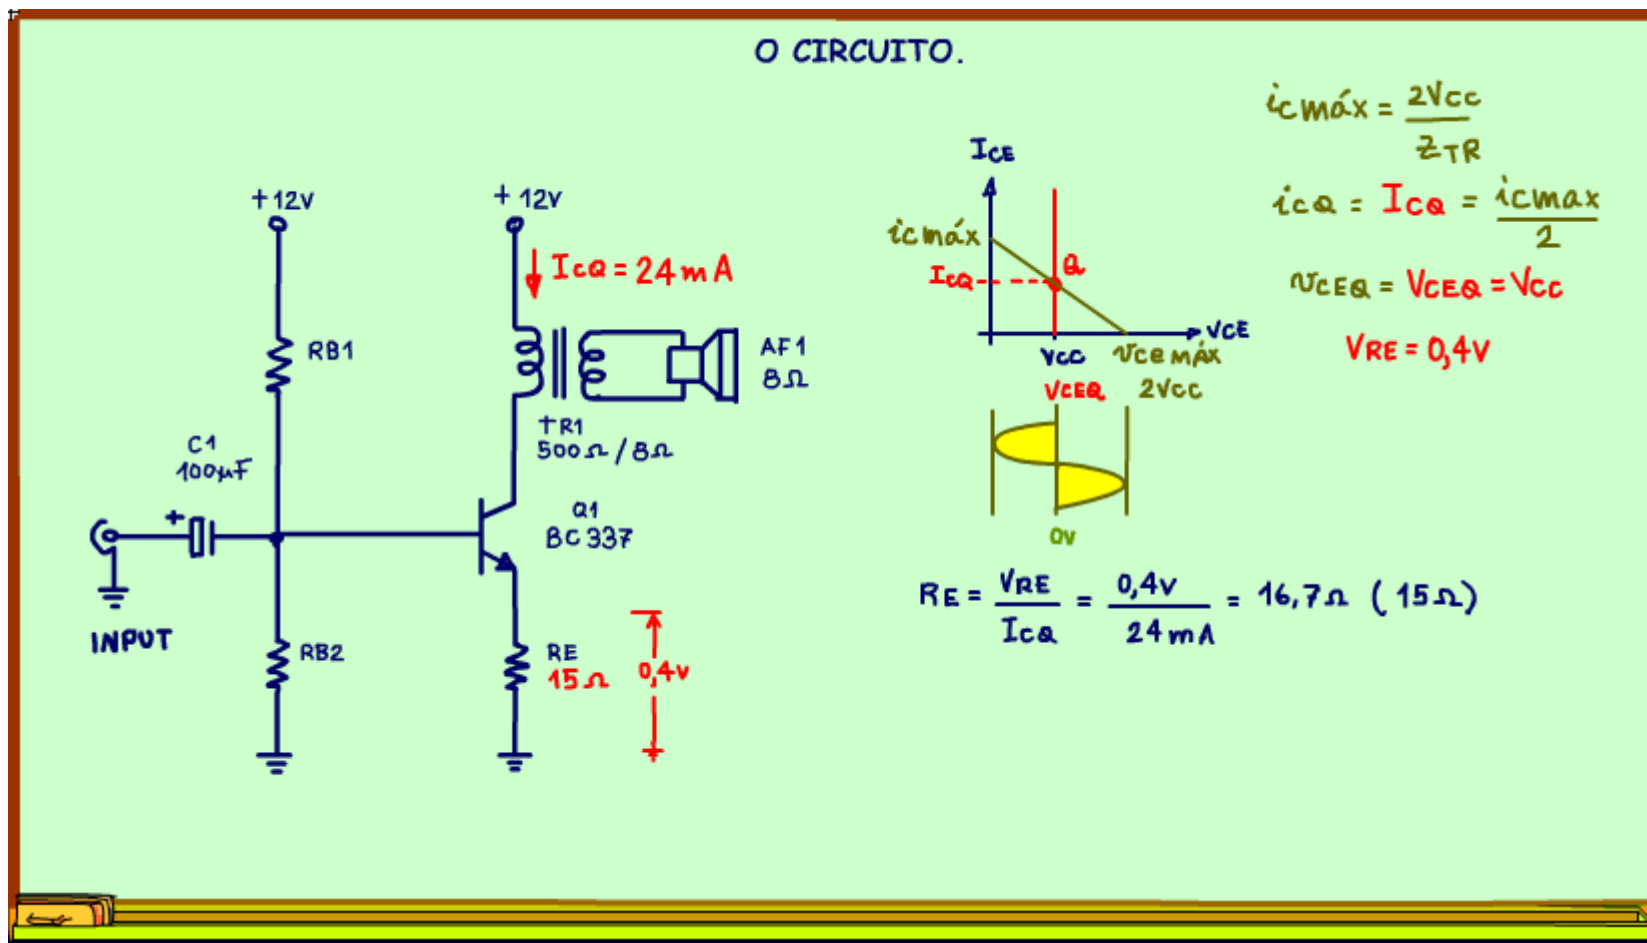 O CIRCUITO.
+12V
RB1
C1
100µF
INPUT
RB2
+12V
ICQ = 24mA
AF1
8Ω
TR1
500Ω/8Ω
Q1
BC337
RE
15Ω
0,4V
ICE
icmáx
ICQ
Q
VCE
VCC
vcemáx
VCEQ
2VCC
0V
icmáx = 2VCC / ZTR
icQ = ICQ = icmax / 2
vCEQ = VCEQ = VCC
VRE = 0,4V
RE = VRE / ICQ = 0,4V / 24mA = 16,7Ω (15Ω)